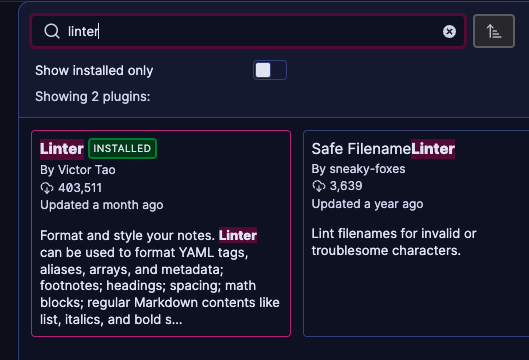 linter
Show installed only
Showing 2 plugins:
Linter INSTALLED
By Victor Tao
403,511
Updated a month ago
Format and style your notes. Linter
can be used to format YAML tags,
aliases, arrays, and metadata;
footnotes; headings; spacing; math
blocks; regular Markdown contents like
list, italics, and bold s...
Safe FilenameLinter
By sneaky-foxes
3,639
Updated a year ago
Lint filenames for invalid or
troublesome characters.